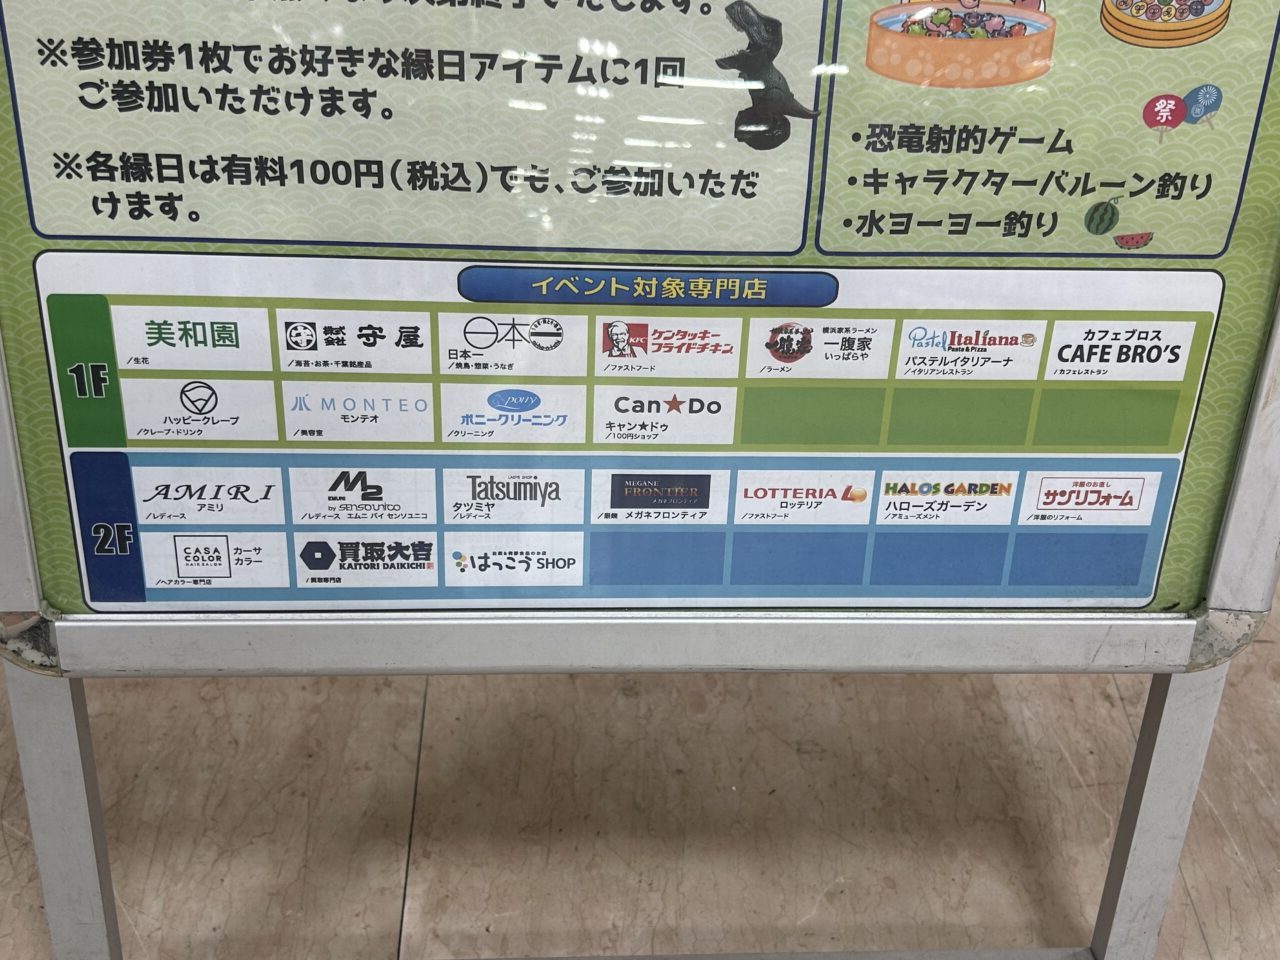 ※参加券1枚でお好きな縁日アイテムに1回
ご参加いただけます。
※各縁日は有料100円(税込)でも、ご参加いただ
けます。
祭
・恐竜射的ゲーム
・キャラクターバルーン釣り
・水ヨーヨー釣り
イベント対象専門店
1F
美和園
/生花
株式会社 守屋
/海苔・お茶・千葉銘産品
日本一
日本一
/焼鳥・惣菜・うなぎ
KFC ケンタッキー
フライドチキン
/ファストフード
横浜家系ラーメン
一腹家
いっぱらや
/ラーメン
Pastel Italiana
Pasta & Pizza
パステルイタリアーナ
/イタリアンレストラン
カフェブロス
CAFE BRO'S
/カフェレストラン
ハッピークレープ
/クレープ・ドリンク
MONTEO
モンテオ
/美容室
pony
ポニークリーニング
/クリーニング
Can★Do
キャン★ドゥ
/100円ショップ
2F
AMIRI
アミリ
/レディース
M2
by sensounico
/レディース エムニ バイ センソユニコ
Tatsumiya
タツミヤ
/レディース
MEGANE
FRONTIER
メガネフロンティア
/眼鏡 メガネフロンティア
LOTTERIA
ロッテリア
/ファストフード
HALOS GARDEN
ハローズガーデン
/アミューズメント
洋服のお直し
サンリフォーム
/洋服のリフォーム
CASA
COLOR
HAIR SALON
カーサ
カラー
/ヘアカラー専門店
買取大吉
KAITORI DAIKICHI
/買取専門店
はっこうSHOP